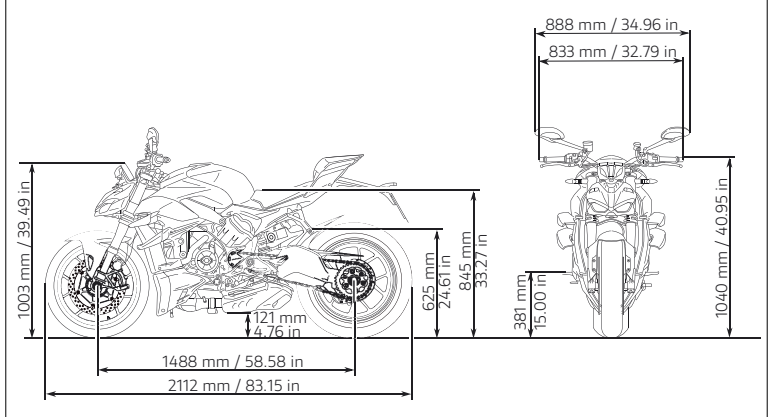 888 mm / 34.96 in
833 mm / 32.79 in
1003 mm / 39.49 in
121 mm
4.76 in
625 mm
24.61 in
845 mm
33.27 in
381 mm
15.00 in
1040 mm / 40.95 in
1488 mm / 58.58 in
2112 mm / 83.15 in